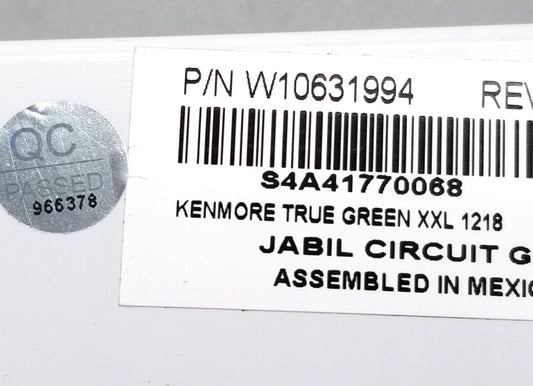 P/N W10631994 REV
QC
PASSED
966378
S4A41770068
KENMORE TRUE GREEN XXL 1218
JABIL CIRCUIT G
ASSEMBLED IN MEXIC